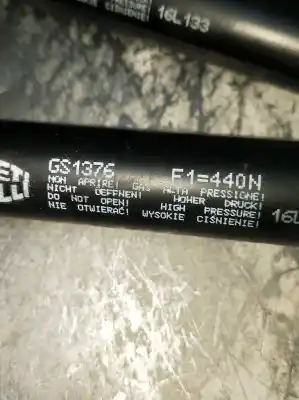 16L133
GS1376 F1=440N
NON APRIRE! GAS ALTA PRESSIONE!
NICHT OEFFNEN! HOHER DRUCK!
DO NOT OPEN! HIGH PRESSURE!
NIE OTWIERAĆ! WYSOKIE CIŚNIENIE!
16L